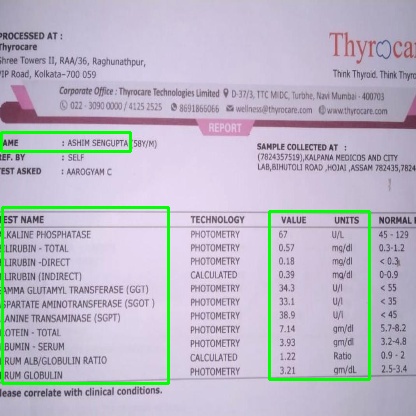 PROCESSED AT :
Thyrocare
Shree Towers II, RAA/36, Raghunathpur,
VIP Road, Kolkata-700 059
Thyrocare
Think Thyroid. Think Thyro
Corporate Office : Thyrocare Technologies Limited D-37/3, TTC MIDC, Turbhe, Navi Mumbai - 400703
022 - 3090 0000 / 4125 2525 8691866066 wellness@thyrocare.com www.thyrocare.com
REPORT
NAME : ASHIM SENGUPTA (58Y/M)
REF. BY : SELF
TEST ASKED : AAROGYAM C
SAMPLE COLLECTED AT :
(7824357519),KALPANA MEDICOS AND CITY
LAB,BIHUTOLI ROAD ,HOJAI ,ASSAM 782435,7824
TEST NAME TECHNOLOGY VALUE UNITS NORMAL
LKALINE PHOSPHATASE PHOTOMETRY 67 U/L 45 - 129
LIRUBIN - TOTAL PHOTOMETRY 0.57 mg/dl 0.3-1.2
LIRUBIN -DIRECT PHOTOMETRY 0.18 mg/dl < 0.3
LIRUBIN (INDIRECT) CALCULATED 0.39 mg/dl 0-0.9
AMMA GLUTAMYL TRANSFERASE (GGT) PHOTOMETRY 34.3 U/l < 55
SPARTATE AMINOTRANSFERASE (SGOT ) PHOTOMETRY 33.1 U/l < 35
ANINE TRANSAMINASE (SGPT) PHOTOMETRY 38.9 U/l < 45
OTEIN - TOTAL PHOTOMETRY 7.14 gm/dl 5.7-8.2
BUMIN - SERUM PHOTOMETRY 3.93 gm/dl 3.2-4.8
RUM ALB/GLOBULIN RATIO CALCULATED 1.22 Ratio 0.9 - 2
RUM GLOBULIN PHOTOMETRY 3.21 gm/dL 2.5-3.4
Please correlate with clinical conditions.